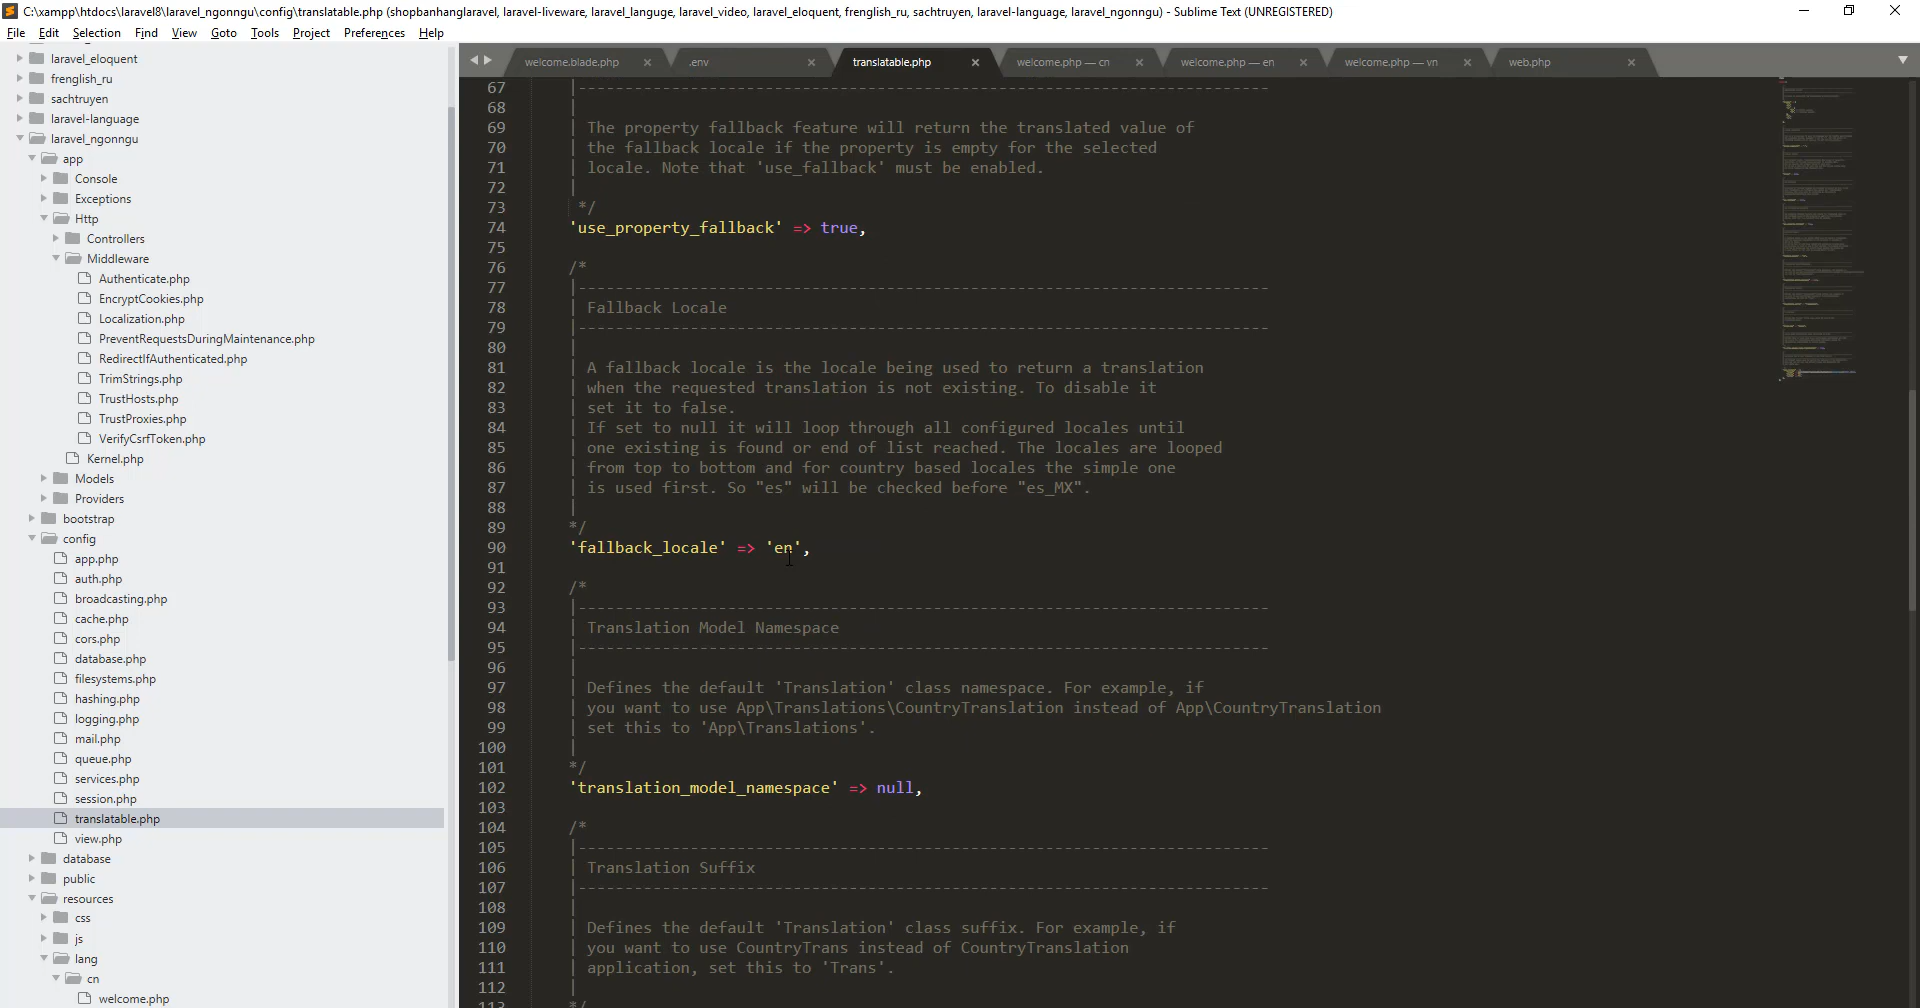 C:\xampp\htdocs\laravel8\laravel_ngonngu\config\translatable.php (shopbanhanglaravel, laravel-liveware, laravel_languge, laravel_video, laravel_eloquent, frenglish_ru, sachtruyen, laravel-language, laravel_ngonngu) - Sublime Text (UNREGISTERED)
File Edit Selection Find View Goto Tools Project Preferences Help
laravel_eloquent
frenglish_ru
sachtruyen
laravel-language
laravel_ngonngu
app
Console
Exceptions
Http
Controllers
Middleware
Authenticate.php
EncryptCookies.php
Localization.php
PreventRequestsDuringMaintenance.php
RedirectIfAuthenticated.php
TrimStrings.php
TrustHosts.php
TrustProxies.php
VerifyCsrfToken.php
Kernel.php
Models
Providers
bootstrap
config
app.php
auth.php
broadcasting.php
cache.php
cors.php
database.php
filesystems.php
hashing.php
logging.php
mail.php
queue.php
services.php
session.php
translatable.php
view.php
database
public
resources
css
js
lang
cn
welcome.php
welcome.blade.php .env translatable.php welcome.php — cn welcome.php — en welcome.php — vn web.php
67 |--------------------------------------------------------------------------
68 |
69 | The property fallback feature will return the translated value of
70 | the fallback locale if the property is empty for the selected
71 | locale. Note that 'use_fallback' must be enabled.
72 |
73 */
74 'use_property_fallback' => true,
75
76 /*
77 |--------------------------------------------------------------------------
78 | Fallback Locale
79 |--------------------------------------------------------------------------
80 |
81 | A fallback locale is the locale being used to return a translation
82 | when the requested translation is not existing. To disable it
83 | set it to false.
84 | If set to null it will loop through all configured locales until
85 | one existing is found or end of list reached. The locales are looped
86 | from top to bottom and for country based locales the simple one
87 | is used first. So "es" will be checked before "es_MX".
88 |
89 */
90 'fallback_locale' => 'en',
91
92 /*
93 |--------------------------------------------------------------------------
94 | Translation Model Namespace
95 |--------------------------------------------------------------------------
96 |
97 | Defines the default 'Translation' class namespace. For example, if
98 | you want to use App\Translations\CountryTranslation instead of App\CountryTranslation
99 | set this to 'App\Translations'.
100 |
101 */
102 'translation_model_namespace' => null,
103
104 /*
105 |--------------------------------------------------------------------------
106 | Translation Suffix
107 |--------------------------------------------------------------------------
108 |
109 | Defines the default 'Translation' class suffix. For example, if
110 | you want to use CountryTrans instead of CountryTranslation
111 | application, set this to 'Trans'.
112 |
113 */